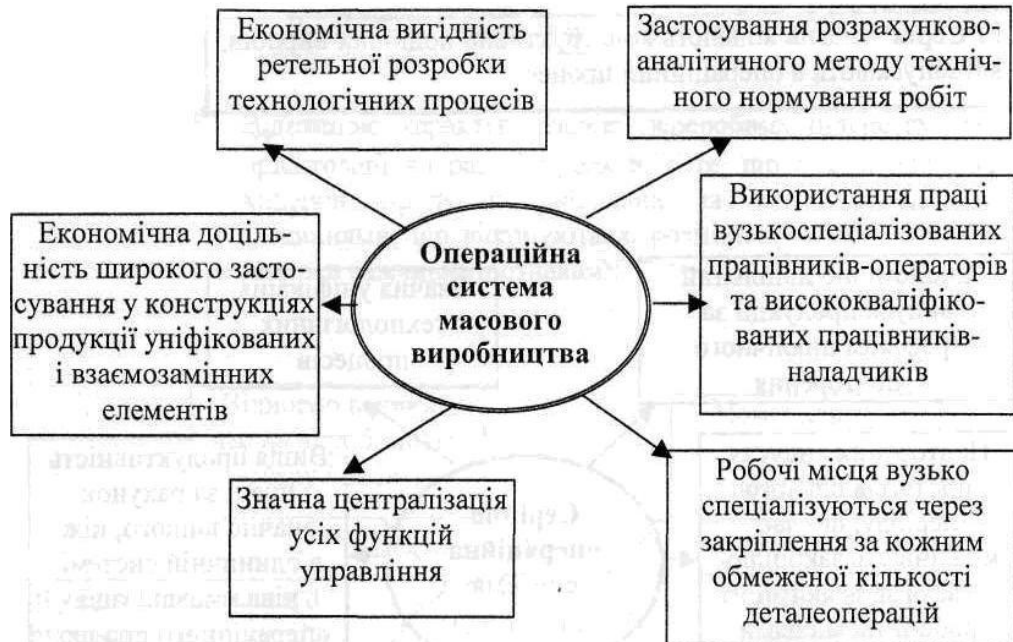 Економічна вигідність
ретельної розробки
технологічних процесів
Застосування розрахунково-
аналітичного методу техніч-
ного нормування робіт
Економічна доціль-
ність широкого засто-
сування у конструкціях
продукції уніфікованих
і взаємозамінних
елементів
Операційна
система
масового
виробництва
Використання праці
вузькоспеціалізованих
працівників-операторів
та висококваліфіко-
ваних працівників-
наладчиків
Значна централізація
усіх функцій
управління
Робочі місця вузько
спеціалізуються через
закріплення за кожним
обмеженої кількості
деталеоперацій